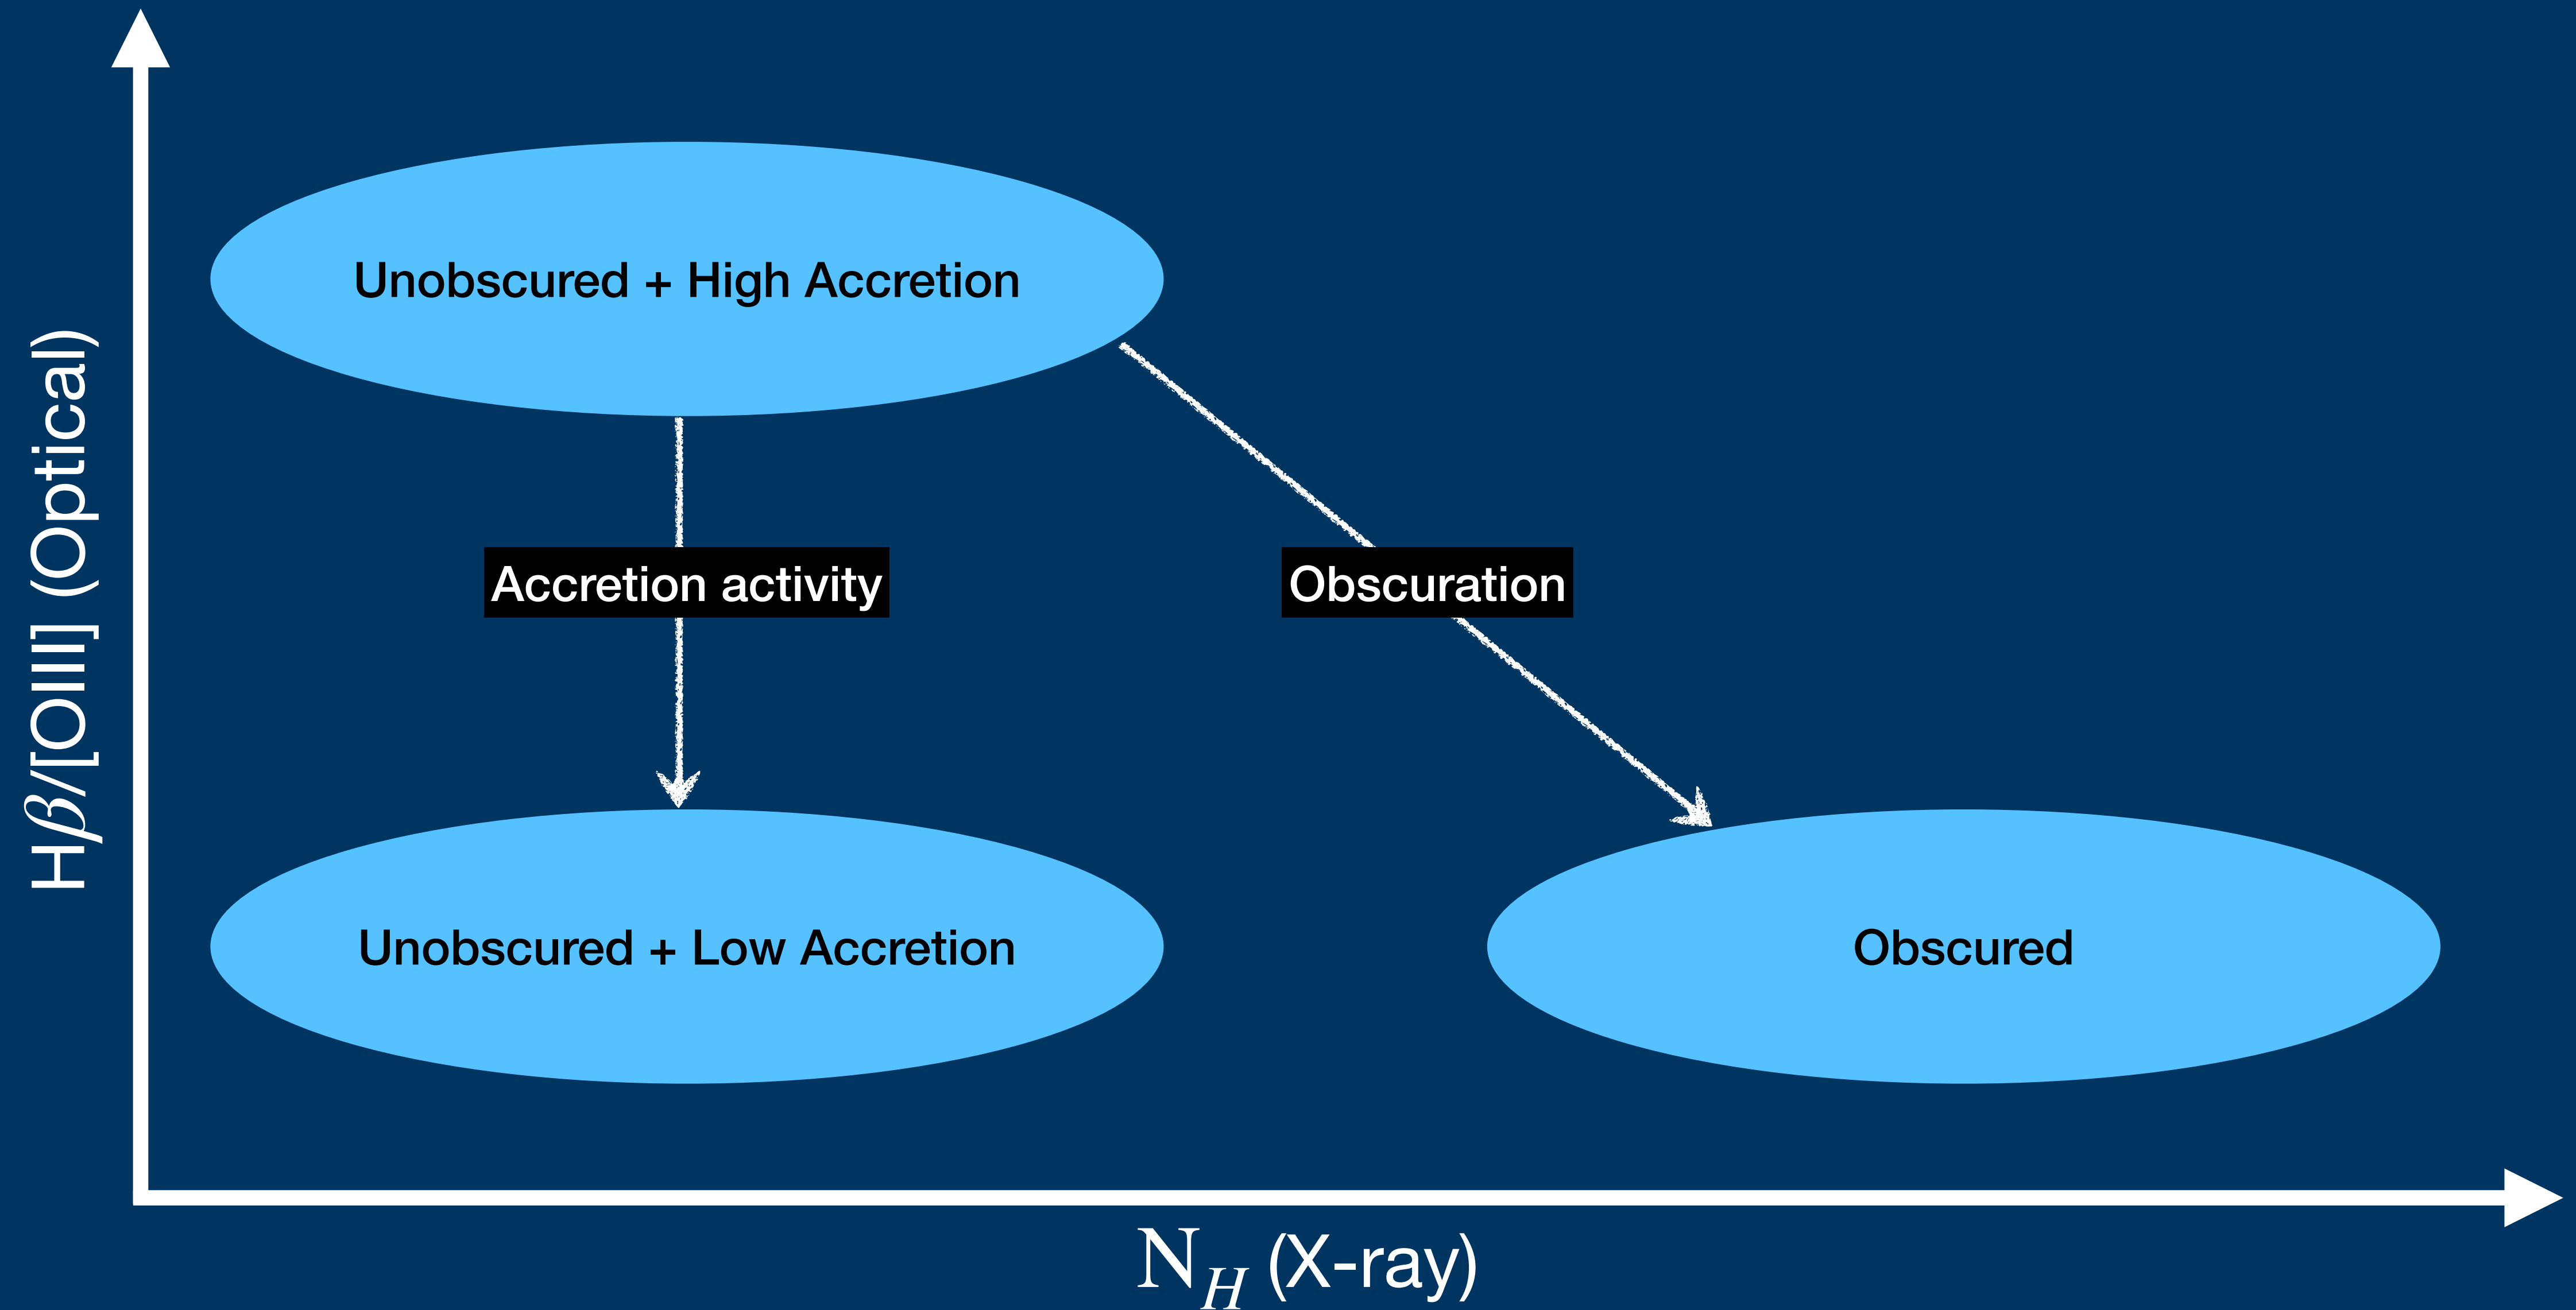 Hβ/[OIII] (Optical)
Unobscured + High Accretion
Accretion activity
Obscuration
Unobscured + Low Accretion
Obscured
N_H (X-ray)